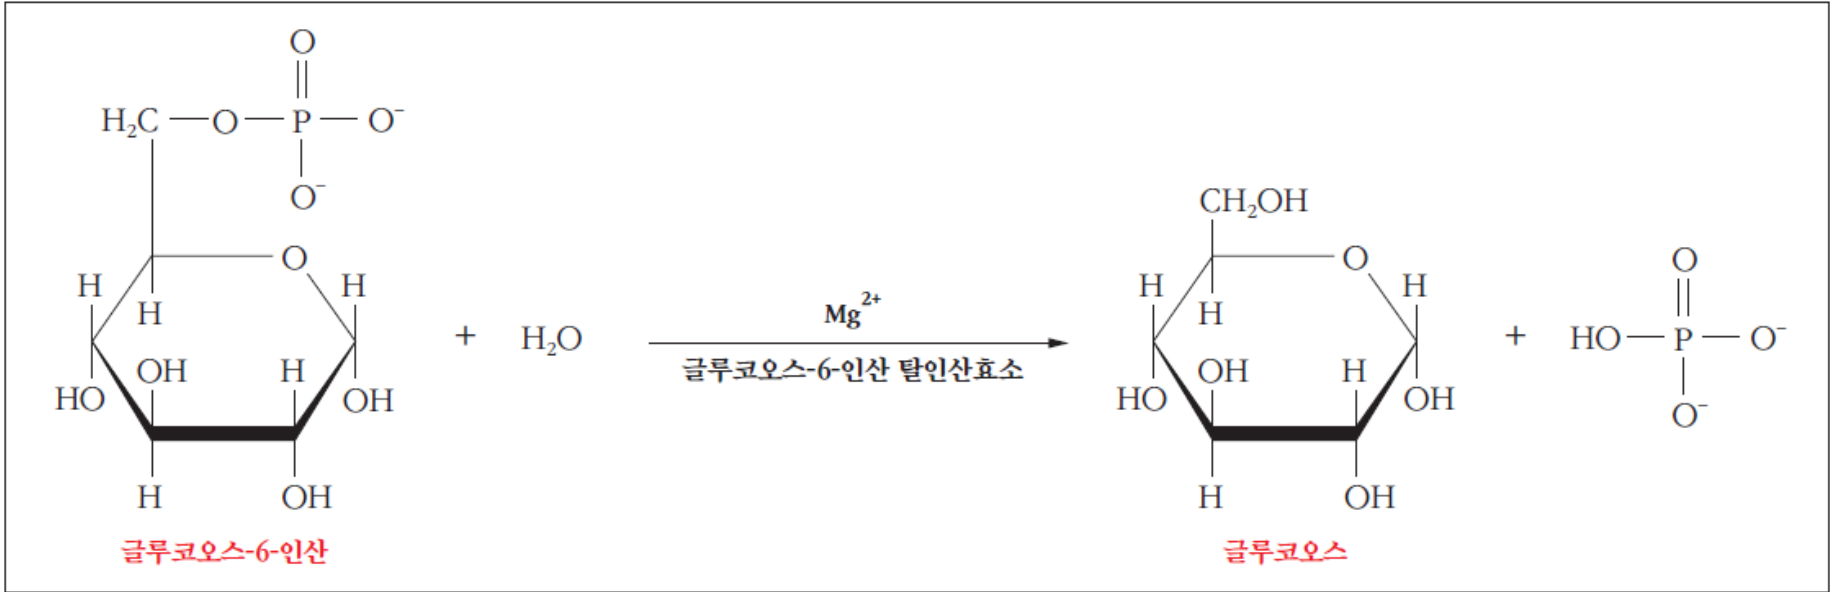 O
H₂C O P O⁻
O⁻
O
H H H
+ H₂O
Mg²⁺
글루코오스-6-인산 탈인산효소
OH H
HO OH
H OH
글루코오스-6-인산
CH₂OH
O
H H H
OH H
HO OH
H OH
글루코오스
+
O
HO P O⁻
O⁻